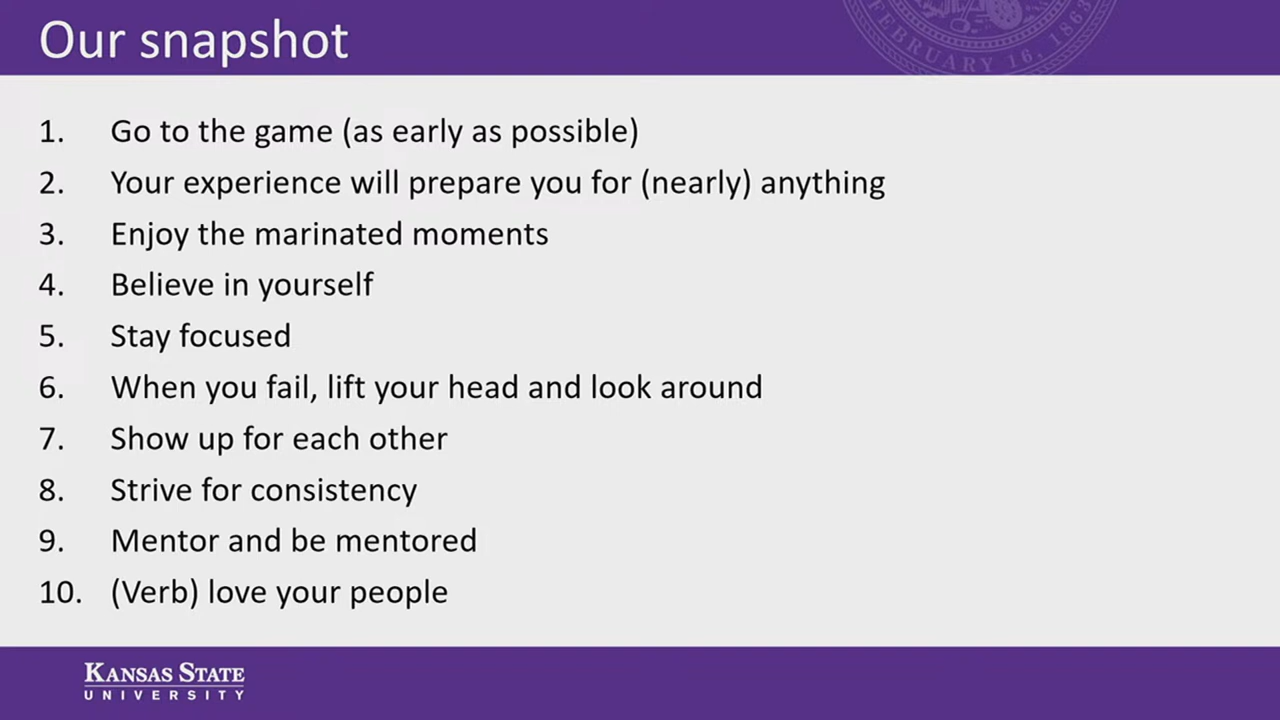 Our snapshot
FEBRUARY 16, 1863
1. Go to the game (as early as possible)
2. Your experience will prepare you for (nearly) anything
3. Enjoy the marinated moments
4. Believe in yourself
5. Stay focused
6. When you fail, lift your head and look around
7. Show up for each other
8. Strive for consistency
9. Mentor and be mentored
10. (Verb) love your people
KANSAS STATE
UNIVERSITY